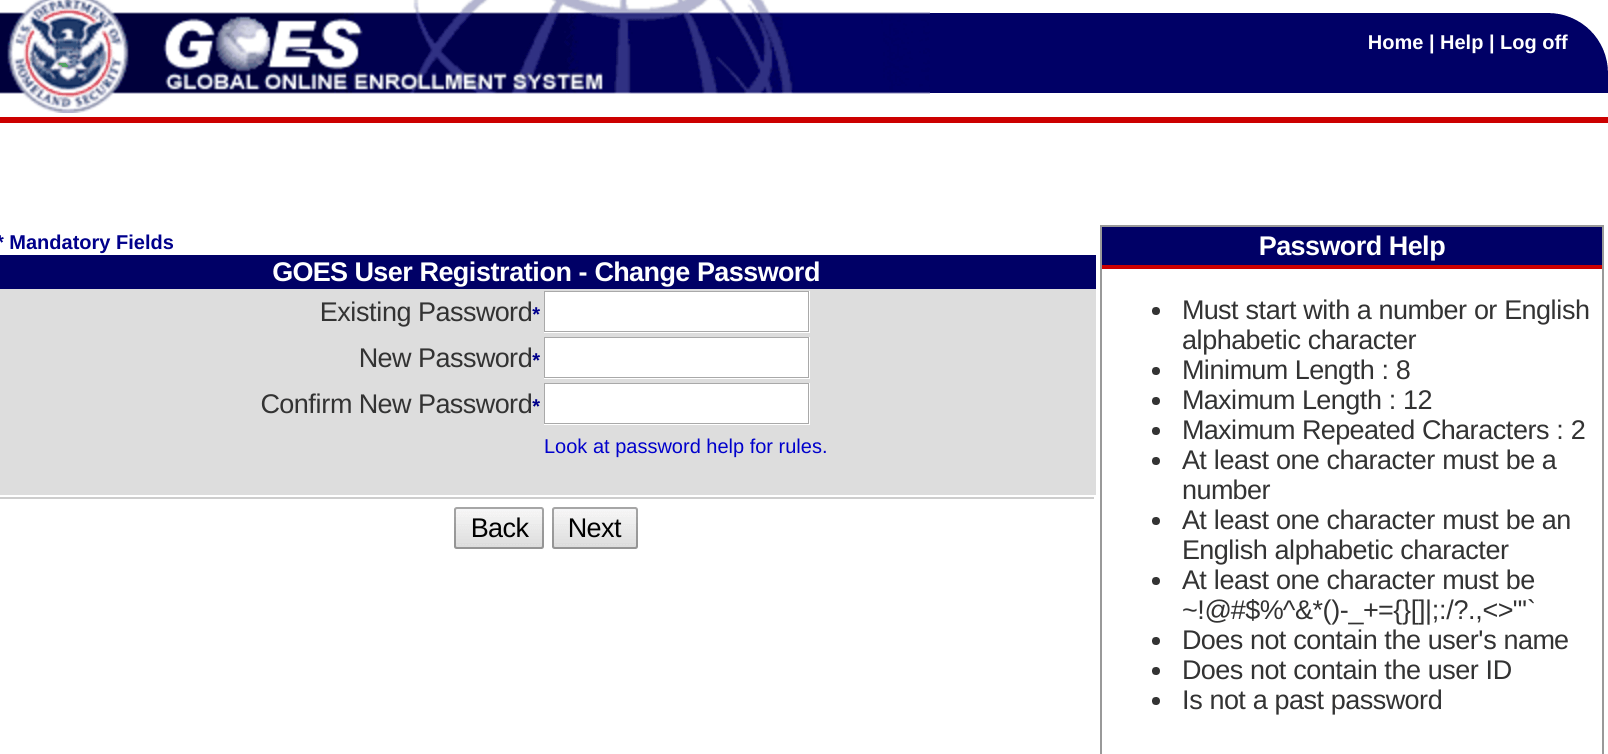 U.S. DEPARTMENT OF HOMELAND SECURITY
GOES
GLOBAL ONLINE ENROLLMENT SYSTEM
Home | Help | Log off
* Mandatory Fields
GOES User Registration - Change Password
Existing Password*
New Password*
Confirm New Password*
Look at password help for rules.
Back Next
Password Help
• Must start with a number or English
alphabetic character
• Minimum Length : 8
• Maximum Length : 12
• Maximum Repeated Characters : 2
• At least one character must be a
number
• At least one character must be an
English alphabetic character
• At least one character must be
~!@#$%^&*()-_+={}[]|;:/?.,<>"'`
• Does not contain the user's name
• Does not contain the user ID
• Is not a past password